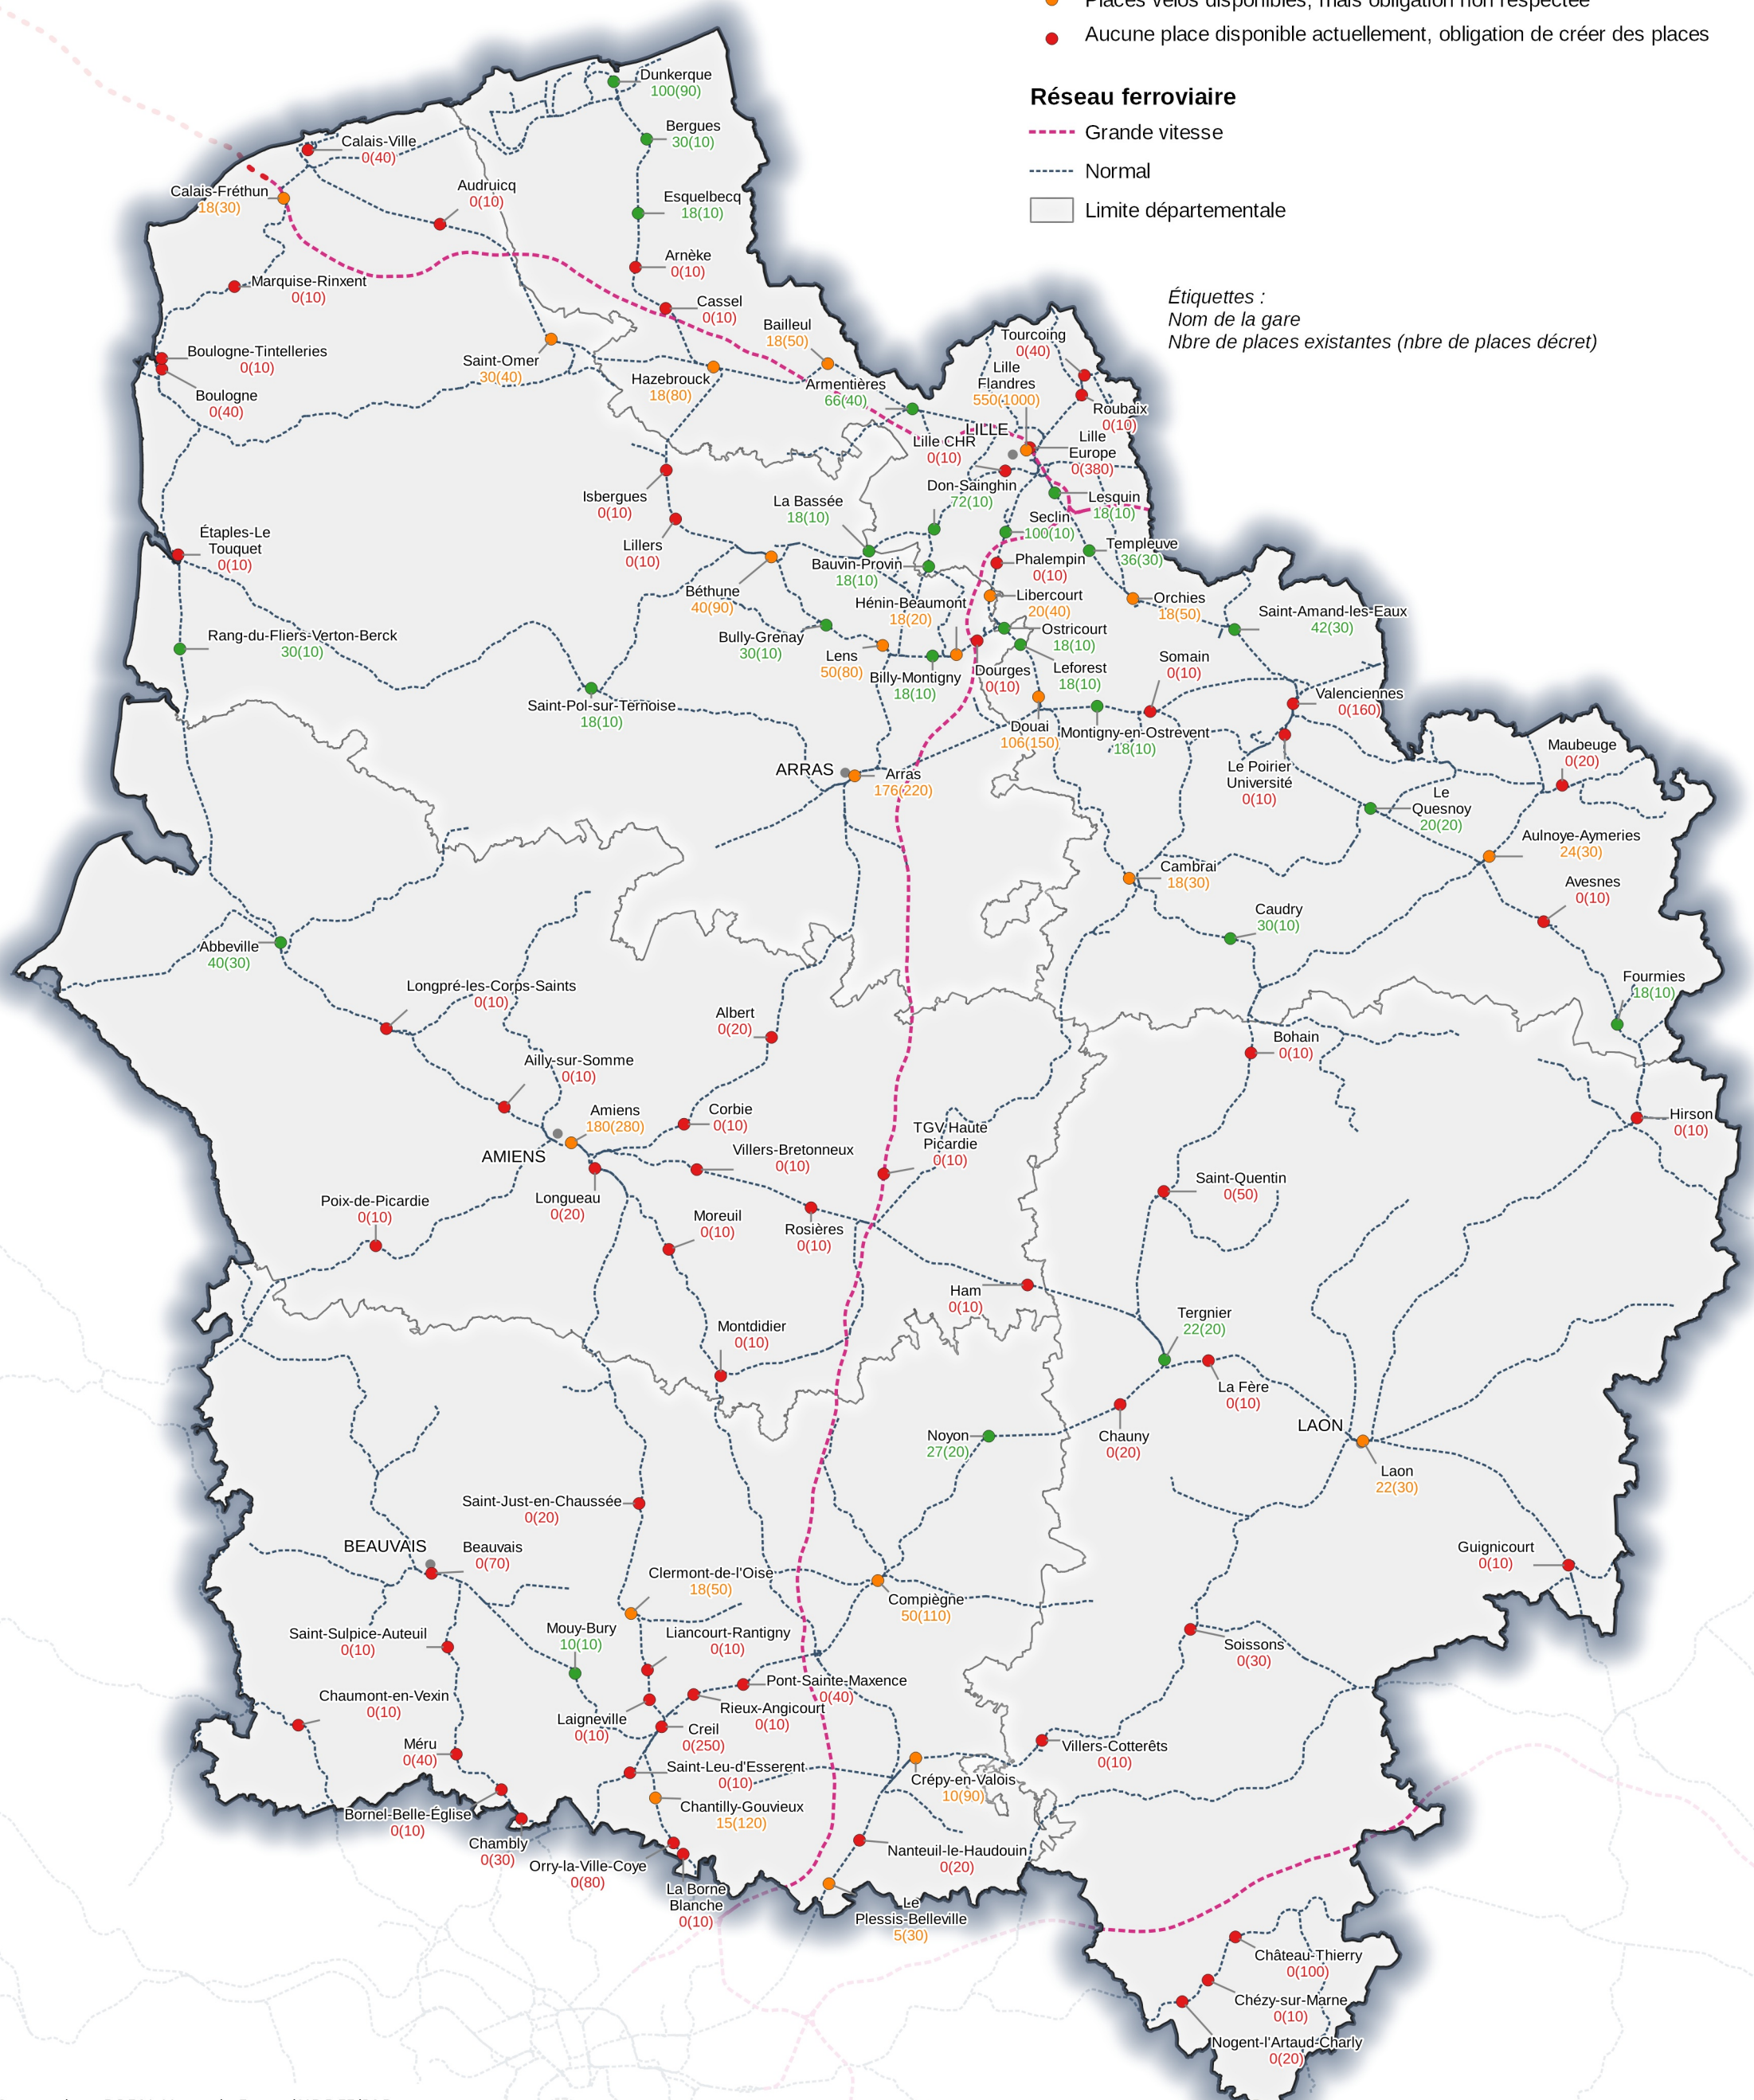 Places vélos disponibles, mais obligation non respectée
Aucune place disponible actuellement, obligation de créer des places
Réseau ferroviaire
Grande vitesse
Normal
Limite départementale
Étiquettes :
Nom de la gare
Nbre de places existantes (nbre de places décret)
Dunkerque
100(90)
Bergues
30(10)
Calais-Ville
0(40)
Calais-Fréthun
18(30)
Audruicq
0(10)
Esquelbecq
18(10)
Arnèke
0(10)
Marquise-Rinxent
0(10)
Cassel
0(10)
Bailleul
18(50)
Tourcoing
0(40)
Boulogne-Tintelleries
0(10)
Boulogne
0(40)
Saint-Omer
30(40)
Hazebrouck
18(80)
Armentières
66(40)
Lille
Flandres
550(1000)
Roubaix
0(10)
LILLE
Lille CHR
0(10)
Lille
Europe
0(380)
Isbergues
0(10)
La Bassée
18(10)
Don-Sainghin
72(10)
Lesquin
18(10)
Seclin
100(10)
Étaples-Le
Touquet
0(10)
Lillers
0(10)
Templeuve
36(30)
Bauvin-Provin
18(10)
Phalempin
0(10)
Béthune
40(90)
Hénin-Beaumont
18(20)
Libercourt
20(40)
Orchies
18(50)
Saint-Amand-les-Eaux
42(30)
Rang-du-Fliers-Verton-Berck
30(10)
Bully-Grenay
30(10)
Ostricourt
18(10)
Lens
50(80)
Billy-Montigny
18(10)
Dourges
0(10)
Leforest
18(10)
Somain
0(10)
Valenciennes
0(160)
Saint-Pol-sur-Ternoise
18(10)
Douai
106(150)
Montigny-en-Ostrevent
18(10)
Le Poirier
Université
0(10)
Maubeuge
0(20)
ARRAS
Arras
176(220)
Le
Quesnoy
20(20)
Aulnoye-Aymeries
24(30)
Cambrai
18(30)
Avesnes
0(10)
Caudry
30(10)
Abbeville
40(30)
Fourmies
18(10)
Longpré-les-Corps-Saints
0(10)
Albert
0(20)
Bohain
0(10)
Ailly-sur-Somme
0(10)
Amiens
180(280)
AMIENS
Corbie
0(10)
Hirson
0(10)
Villers-Bretonneux
0(10)
TGV Haute
Picardie
0(10)
Longueau
0(20)
Saint-Quentin
0(50)
Poix-de-Picardie
0(10)
Moreuil
0(10)
Rosières
0(10)
Ham
0(10)
Montdidier
0(10)
Tergnier
22(20)
La Fère
0(10)
Noyon
27(20)
Chauny
0(20)
LAON
Laon
22(30)
Saint-Just-en-Chaussée
0(20)
BEAUVAIS
Beauvais
0(70)
Guignicourt
0(10)
Clermont-de-l'Oise
18(50)
Compiègne
50(110)
Saint-Sulpice-Auteuil
0(10)
Mouy-Bury
10(10)
Liancourt-Rantigny
0(10)
Soissons
0(30)
Chaumont-en-Vexin
0(10)
Pont-Sainte-Maxence
0(40)
Laigneville
0(10)
Rieux-Angicourt
0(10)
Creil
0(250)
Méru
0(40)
Villers-Cotterêts
0(10)
Saint-Leu-d'Esserent
0(10)
Crépy-en-Valois
10(90)
Bornel-Belle-Église
0(10)
Chantilly-Gouvieux
15(120)
Chambly
0(30)
Orry-la-Ville-Coye
0(80)
Nanteuil-le-Haudouin
0(20)
La Borne
Blanche
0(10)
Le
Plessis-Belleville
5(30)
Château-Thierry
0(100)
Chézy-sur-Marne
0(10)
Nogent-l'Artaud-Charly
0(20)